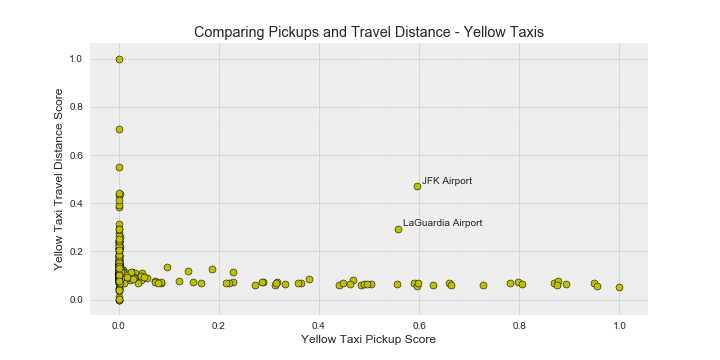 Comparing Pickups and Travel Distance - Yellow Taxis
Yellow Taxi Travel Distance Score
1.0
0.8
0.6
0.4
0.2
0.0
JFK Airport
LaGuardia Airport
0.0 0.2 0.4 0.6 0.8 1.0
Yellow Taxi Pickup Score